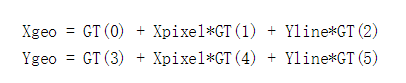 Xgeo = GT(0) + Xpixel*GT(1) + Yline*GT(2)
Ygeo = GT(3) + Xpixel*GT(4) + Yline*GT(5)